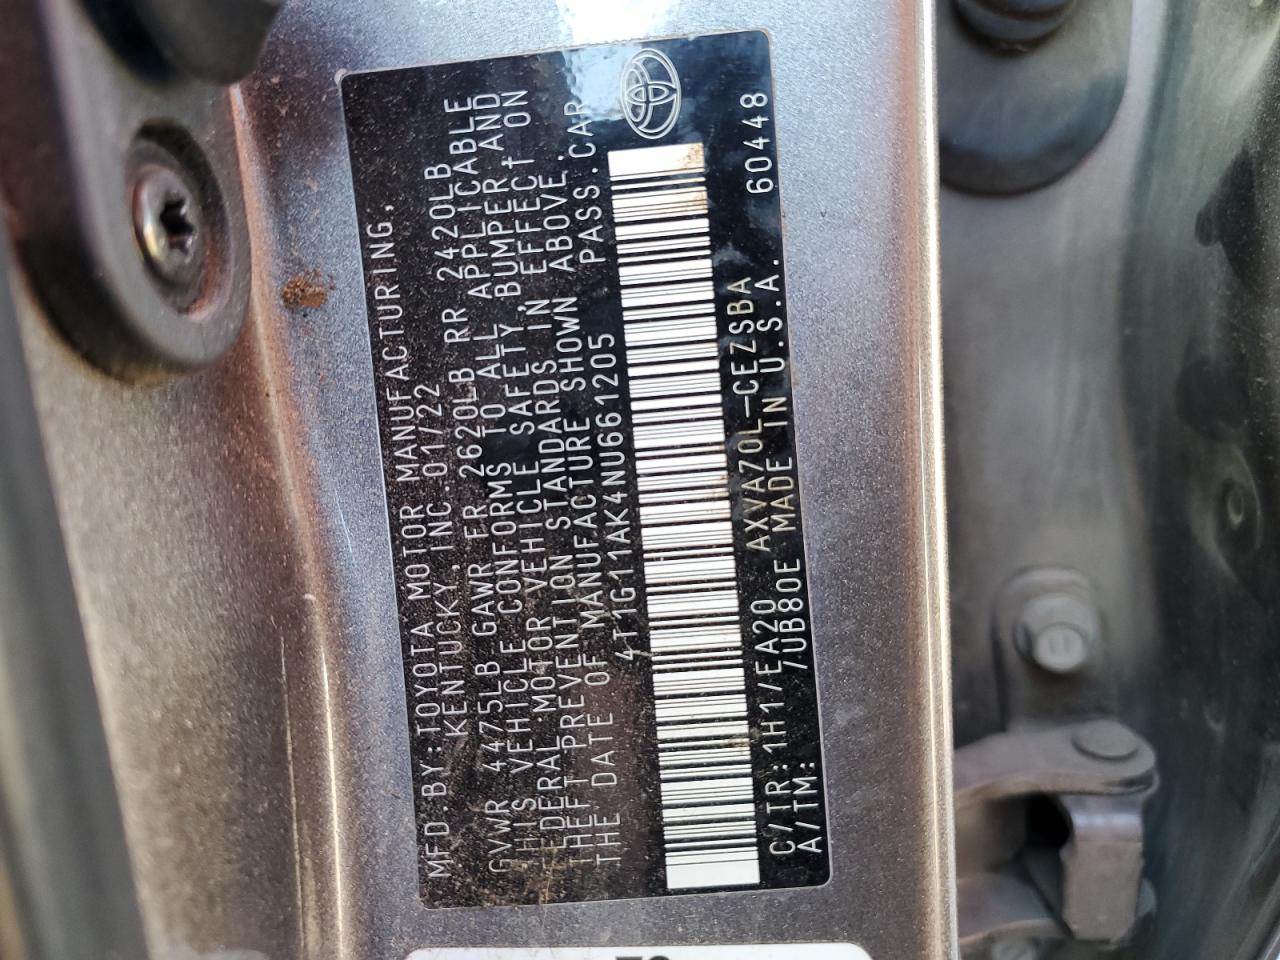 MFD.BY:TOYOTA MOTOR MANUFACTURING,
KENTUCKY,INC. 01/22
GVWR 4475LB GAWR FR 2620LB RR 2420LB
THIS VEHICLE CONFORMS TO ALL APPLICABLE
FEDERAL MOTOR VEHICLE SAFETY,BUMPER,AND
THEFT PREVENTION STANDARDS IN EFFECT ON
THE DATE OF MANUFACTURE SHOWN ABOVE.
4T1G11AK4NU661205 PASS.CAR
C/TR:1H17EA20 AXVA70L-CEZSBA 60448
A/TM: /UB80E MADE IN U.S.A.